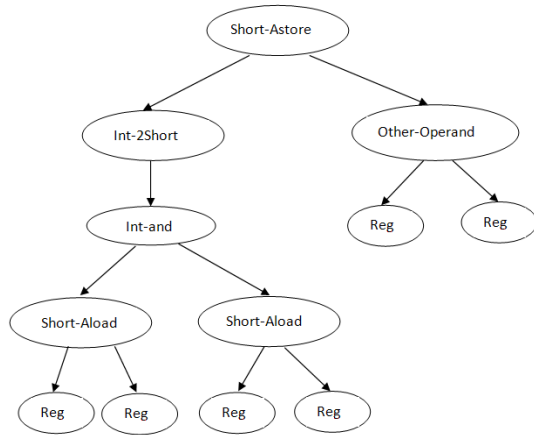 Short-Astore
Int-2Short
Other-Operand
Int-and
Reg
Reg
Short-Aload
Short-Aload
Reg
Reg
Reg
Reg